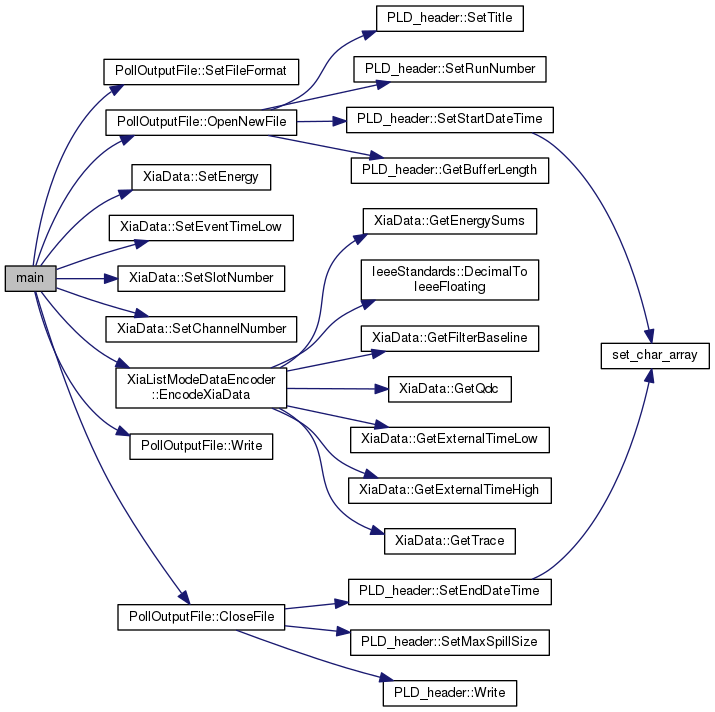 main
PollOutputFile::SetFileFormat
PollOutputFile::OpenNewFile
XiaData::SetEnergy
XiaData::SetEventTimeLow
XiaData::SetSlotNumber
XiaData::SetChannelNumber
XiaListModeDataEncoder
::EncodeXiaData
PollOutputFile::Write
PollOutputFile::CloseFile
PLD_header::SetTitle
PLD_header::SetRunNumber
PLD_header::SetStartDateTime
PLD_header::GetBufferLength
XiaData::GetEnergySums
IeeeStandards::DecimalTo
IeeeFloating
XiaData::GetFilterBaseline
XiaData::GetQdc
XiaData::GetExternalTimeLow
XiaData::GetExternalTimeHigh
XiaData::GetTrace
PLD_header::SetEndDateTime
PLD_header::SetMaxSpillSize
PLD_header::Write
set_char_array